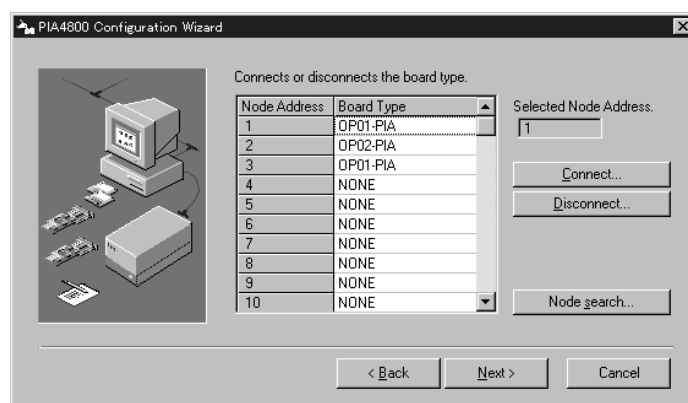 PIA4800 Configuration Wizard
Connects or disconnects the board type.
Node Address Board Type
1 OP01-PIA
2 OP02-PIA
3 OP01-PIA
4 NONE
5 NONE
6 NONE
7 NONE
8 NONE
9 NONE
10 NONE
Selected Node Address.
1
Connect...
Disconnect...
Node search...
< Back
Next >
Cancel